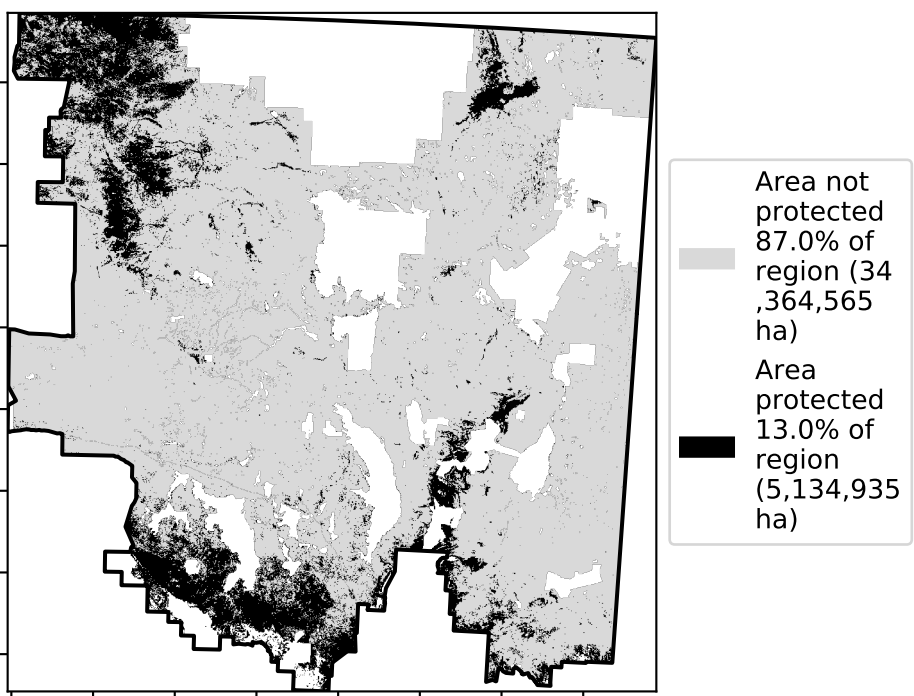 Area not
protected
87.0% of
region (34
,364,565
ha)
Area
protected
13.0% of
region
(5,134,935
ha)